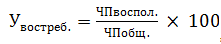 Увостреб. = ЧПвоспол. / ЧПобщ. × 100